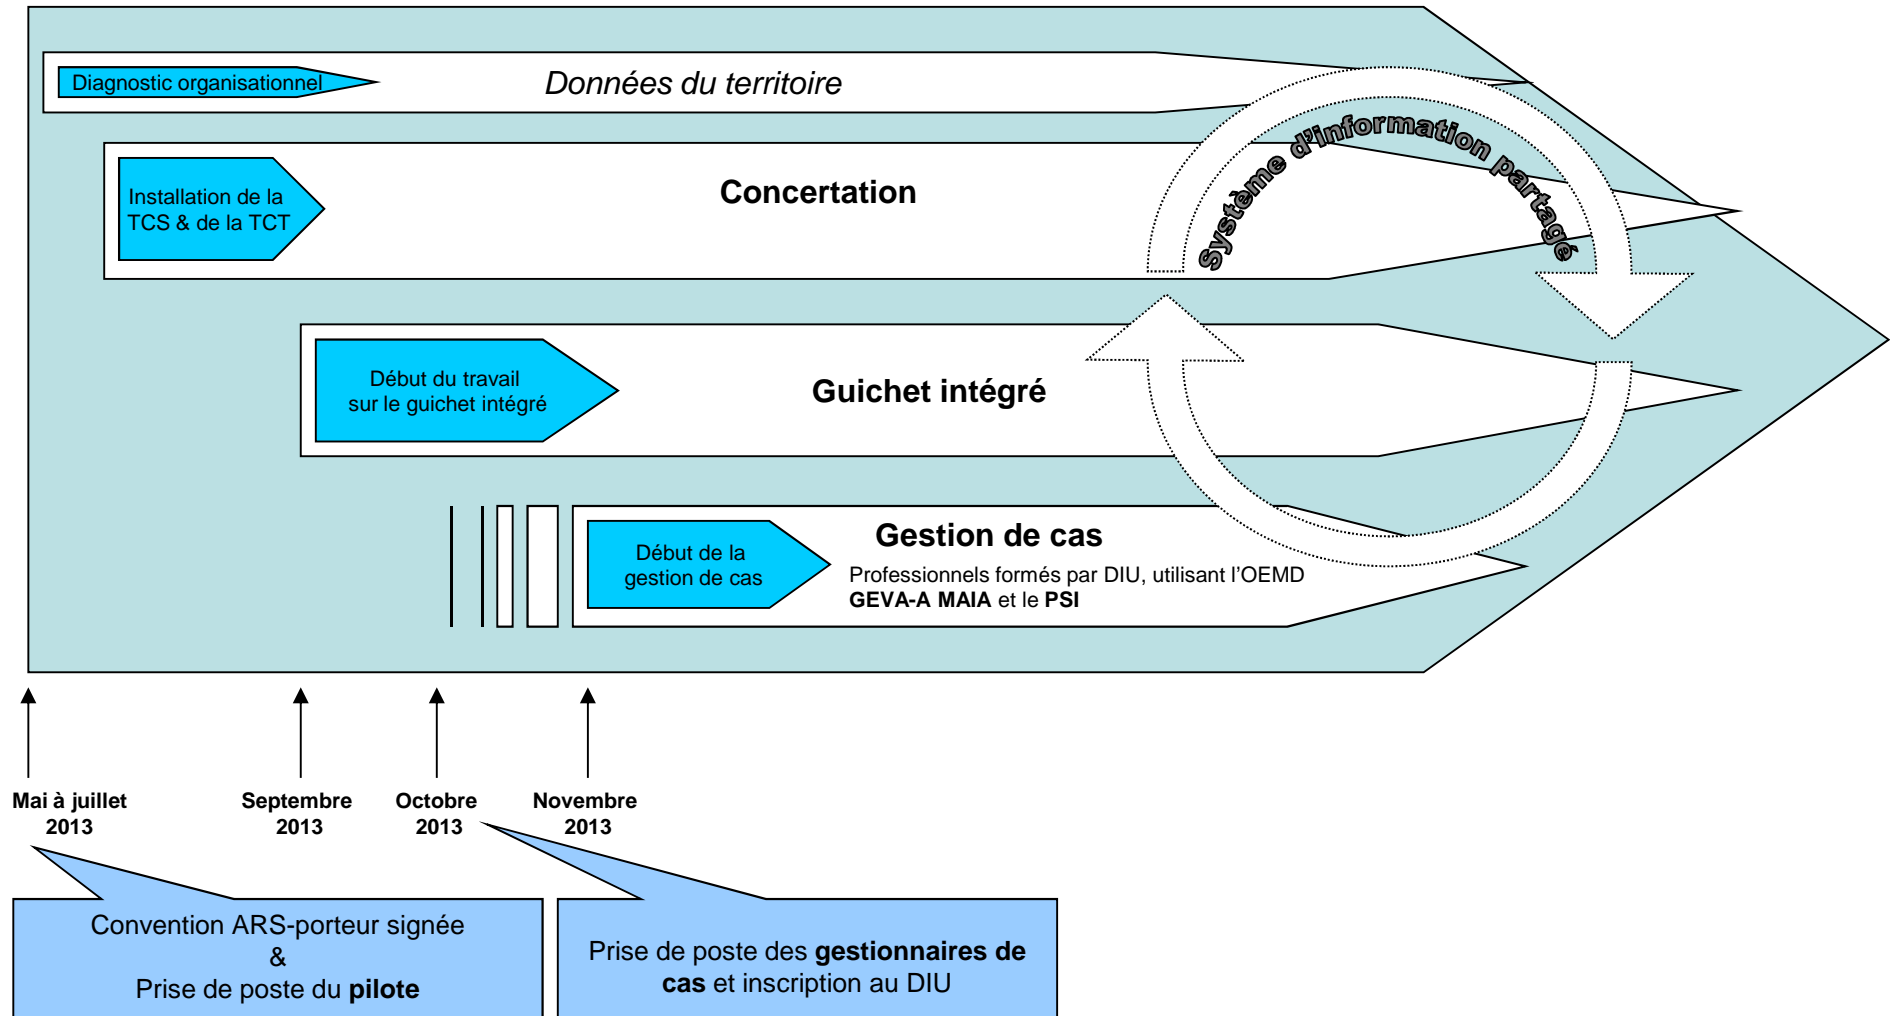 Diagnostic organisationnel
Données du territoire
Système d'information partagé
Installation de la
TCS & de la TCT
Concertation
Début du travail
sur le guichet intégré
Guichet intégré
Début de la
gestion de cas
Gestion de cas
Professionnels formés par DIU, utilisant l'OEMD
GEVA-A MAIA et le PSI
Mai à juillet
2013
Septembre
2013
Octobre
2013
Novembre
2013
Convention ARS-porteur signée
&
Prise de poste du pilote
Prise de poste des gestionnaires de
cas et inscription au DIU